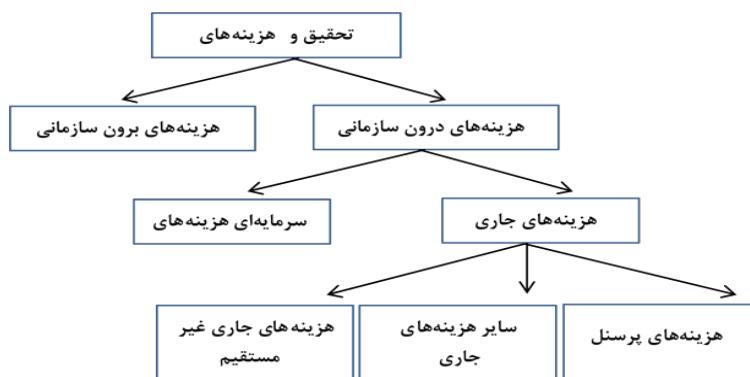 تحقیق و هزینه‌های
هزینه‌های درون سازمانی
هزینه‌های برون سازمانی
هزینه‌های جاری
سرمایه‌ای هزینه‌های
هزینه‌های پرسنل
سایر هزینه‌های
جاری
هزینه‌های جاری غیر
مستقیم